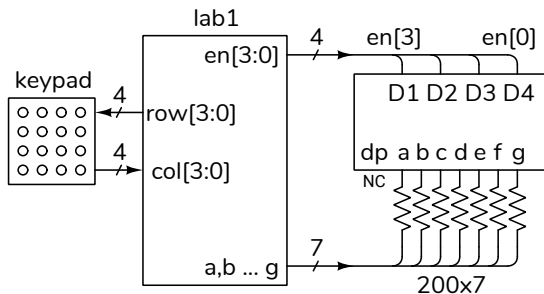 lab1
en[3:0]
4
en[3]
en[0]
keypad
4
row[3:0]
D1 D2 D3 D4
4
col[3:0]
dp a b c d e f g
NC
a,b ... g
7
200x7